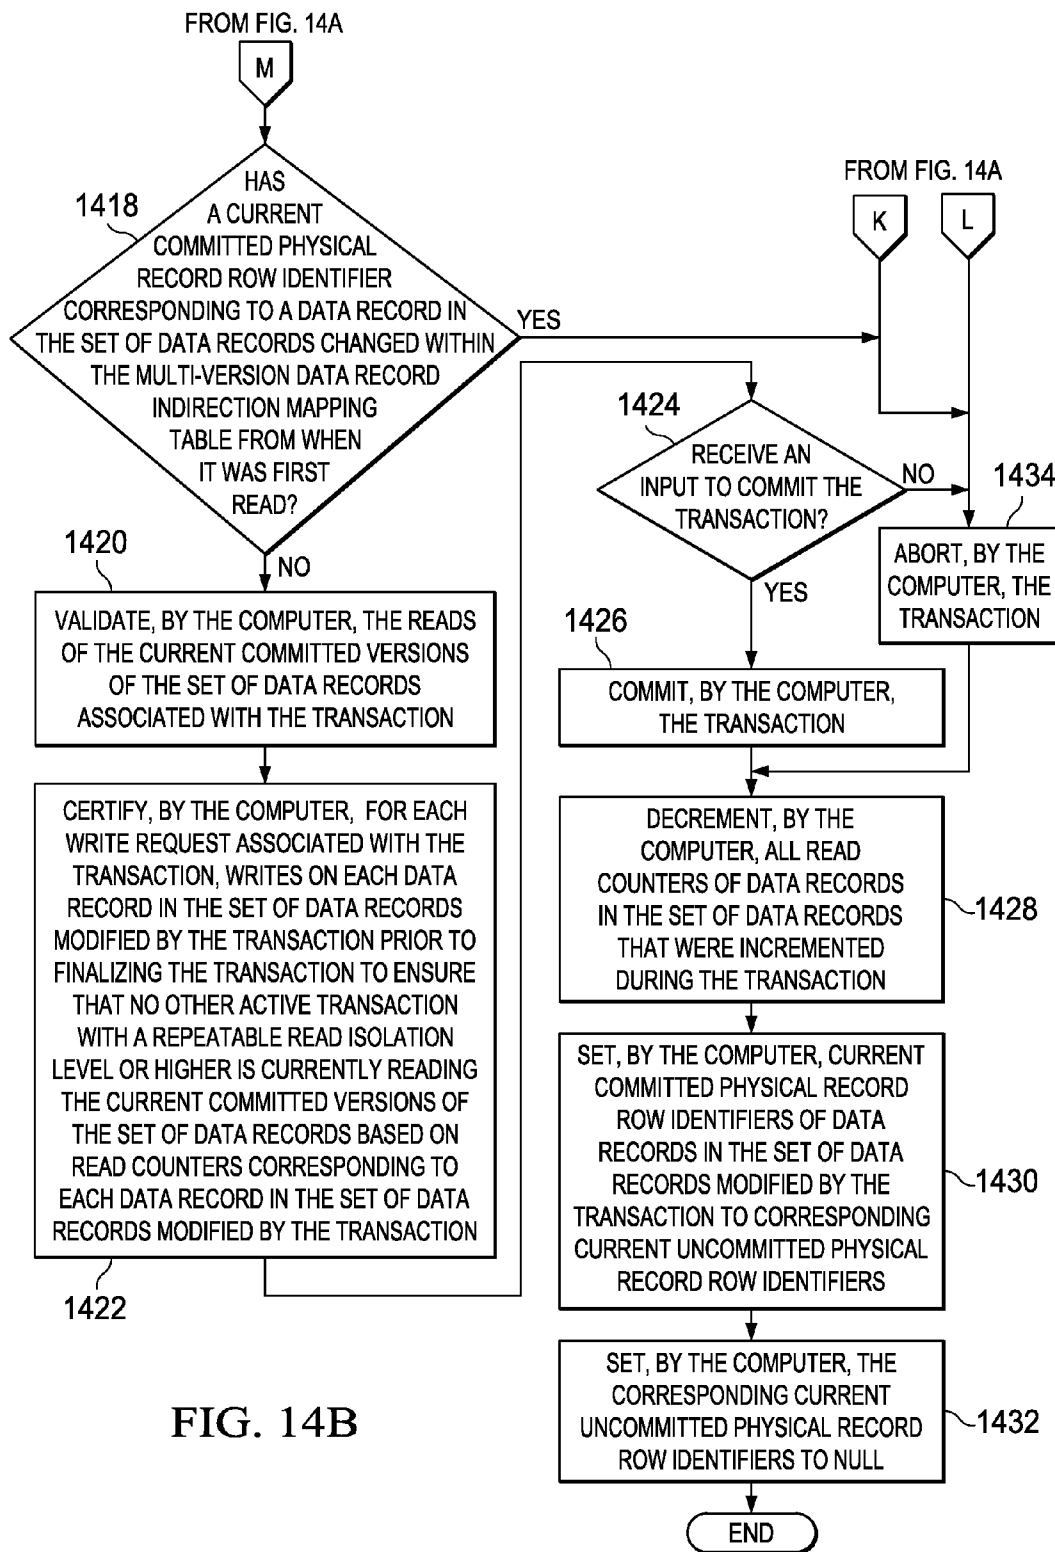 FROM FIG. 14A
M
1418
HAS
A CURRENT
COMMITTED PHYSICAL
RECORD ROW IDENTIFIER
CORRESPONDING TO A DATA RECORD IN
THE SET OF DATA RECORDS CHANGED WITHIN
THE MULTI-VERSION DATA RECORD
INDIRECTION MAPPING
TABLE FROM WHEN
IT WAS FIRST
READ?
YES
NO
1420
VALIDATE, BY THE COMPUTER, THE READS
OF THE CURRENT COMMITTED VERSIONS
OF THE SET OF DATA RECORDS
ASSOCIATED WITH THE TRANSACTION
CERTIFY, BY THE COMPUTER, FOR EACH
WRITE REQUEST ASSOCIATED WITH THE
TRANSACTION, WRITES ON EACH DATA
RECORD IN THE SET OF DATA RECORDS
MODIFIED BY THE TRANSACTION PRIOR TO
FINALIZING THE TRANSACTION TO ENSURE
THAT NO OTHER ACTIVE TRANSACTION
WITH A REPEATABLE READ ISOLATION
LEVEL OR HIGHER IS CURRENTLY READING
THE CURRENT COMMITTED VERSIONS OF
THE SET OF DATA RECORDS BASED ON
READ COUNTERS CORRESPONDING TO
EACH DATA RECORD IN THE SET OF DATA
RECORDS MODIFIED BY THE TRANSACTION
1422
FROM FIG. 14A
K
L
1424
RECEIVE AN
INPUT TO COMMIT THE
TRANSACTION?
NO
YES
1434
ABORT, BY THE
COMPUTER, THE
TRANSACTION
1426
COMMIT, BY THE COMPUTER,
THE TRANSACTION
DECREMENT, BY THE
COMPUTER, ALL READ
COUNTERS OF DATA RECORDS
IN THE SET OF DATA RECORDS
THAT WERE INCREMENTED
DURING THE TRANSACTION
1428
SET, BY THE COMPUTER, CURRENT
COMMITTED PHYSICAL RECORD
ROW IDENTIFIERS OF DATA
RECORDS IN THE SET OF DATA
RECORDS MODIFIED BY THE
TRANSACTION TO CORRESPONDING
CURRENT UNCOMMITTED PHYSICAL
RECORD ROW IDENTIFIERS
1430
SET, BY THE COMPUTER, THE
CORRESPONDING CURRENT
UNCOMMITTED PHYSICAL RECORD
ROW IDENTIFIERS TO NULL
1432
END
FIG. 14B